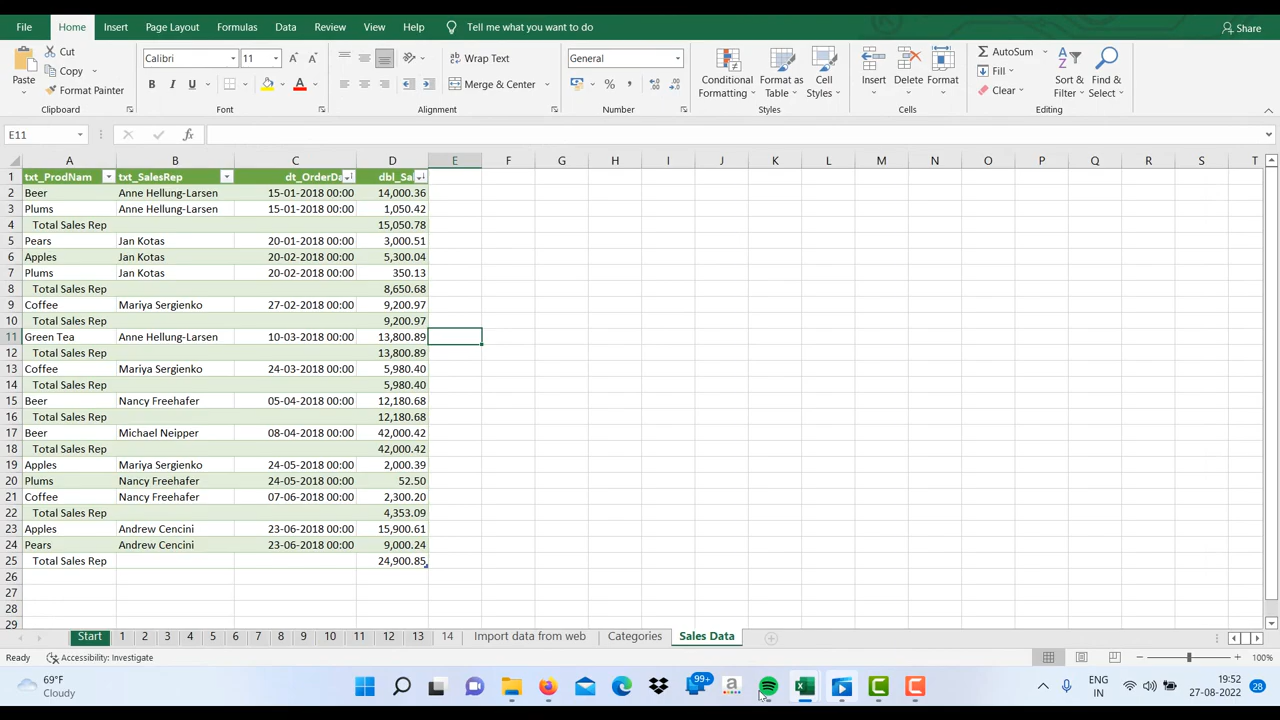 File Home Insert Page Layout Formulas Data Review View Help Tell me what you want to do Share
Paste Cut Copy Format Painter Calibri 11 B I U A A A Wrap Text Merge & Center General % , Conditional Formatting Format as Table Cell Styles Insert Delete Format AutoSum Fill Clear Sort & Filter Find & Select
Clipboard Font Alignment Number Styles Cells Editing
E11 fx
A B C D E F G H I J K L M N O P Q R S T
1 txt_ProdNam txt_SalesRep dt_OrderDa dbl_Sa
2 Beer Anne Hellung-Larsen 15-01-2018 00:00 14,000.36
3 Plums Anne Hellung-Larsen 15-01-2018 00:00 1,050.42
4 Total Sales Rep 15,050.78
5 Pears Jan Kotas 20-01-2018 00:00 3,000.51
6 Apples Jan Kotas 20-02-2018 00:00 5,300.04
7 Plums Jan Kotas 20-02-2018 00:00 350.13
8 Total Sales Rep 8,650.68
9 Coffee Mariya Sergienko 27-02-2018 00:00 9,200.97
10 Total Sales Rep 9,200.97
11 Green Tea Anne Hellung-Larsen 10-03-2018 00:00 13,800.89
12 Total Sales Rep 13,800.89
13 Coffee Mariya Sergienko 24-03-2018 00:00 5,980.40
14 Total Sales Rep 5,980.40
15 Beer Nancy Freehafer 05-04-2018 00:00 12,180.68
16 Total Sales Rep 12,180.68
17 Beer Michael Neipper 08-04-2018 00:00 42,000.42
18 Total Sales Rep 42,000.42
19 Apples Mariya Sergienko 24-05-2018 00:00 2,000.39
20 Plums Nancy Freehafer 24-05-2018 00:00 52.50
21 Coffee Nancy Freehafer 07-06-2018 00:00 2,300.20
22 Total Sales Rep 4,353.09
23 Apples Andrew Cencini 23-06-2018 00:00 15,900.61
24 Pears Andrew Cencini 23-06-2018 00:00 9,000.24
25 Total Sales Rep 24,900.85
26
27
28
29
Start 1 2 3 4 5 6 7 8 9 10 11 12 13 14 Import data from web Categories Sales Data
Ready Accessibility: Investigate 100%
69°F Cloudy 99+ a ENG IN 19:52 27-08-2022 28